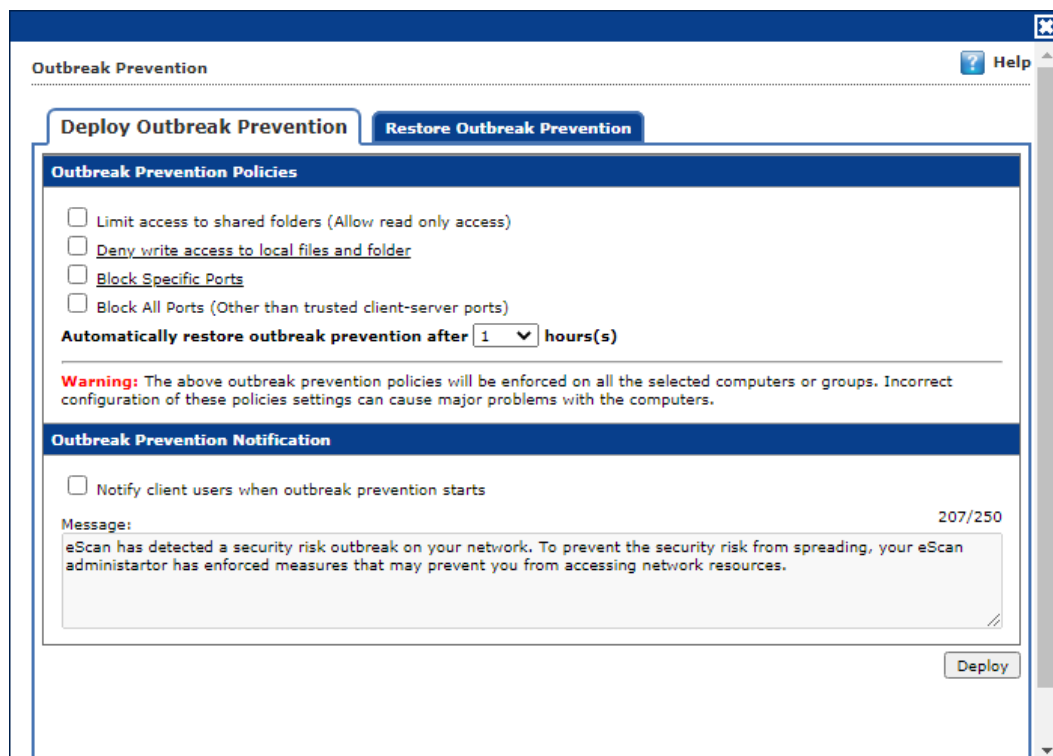 Outbreak Prevention
Help
Deploy Outbreak Prevention
Restore Outbreak Prevention
Outbreak Prevention Policies
Limit access to shared folders (Allow read only access)
Deny write access to local files and folder
Block Specific Ports
Block All Ports (Other than trusted client-server ports)
Automatically restore outbreak prevention after 1 hours(s)
Warning: The above outbreak prevention policies will be enforced on all the selected computers or groups. Incorrect
configuration of these policies settings can cause major problems with the computers.
Outbreak Prevention Notification
Notify client users when outbreak prevention starts
207/250
Message:
eScan has detected a security risk outbreak on your network. To prevent the security risk from spreading, your eScan
administartor has enforced measures that may prevent you from accessing network resources.
Deploy